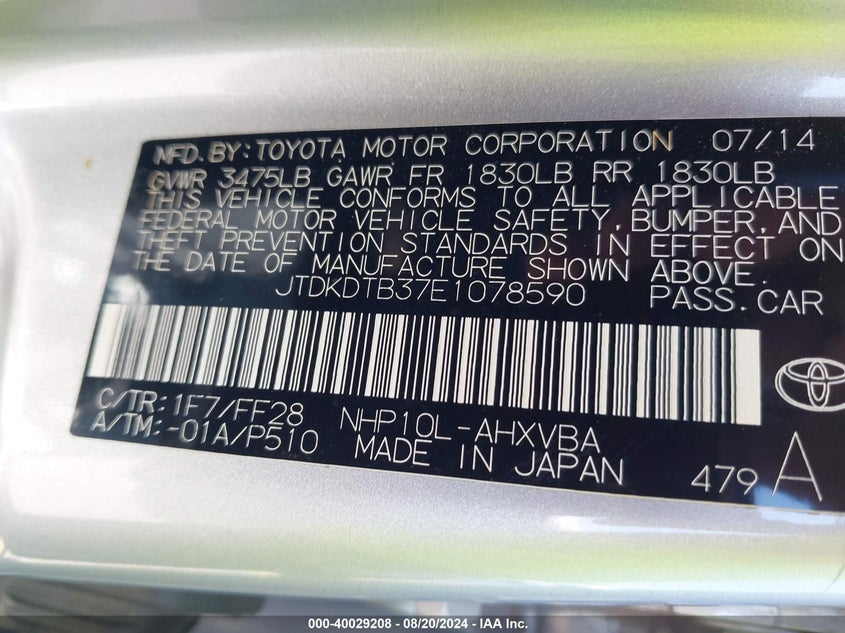 MFD. BY: TOYOTA MOTOR CORPORATION 07/14
GVWR 3475LB GAWR FR 1830LB RR 1830LB
THIS VEHICLE CONFORMS TO ALL APPLICABLE
FEDERAL MOTOR VEHICLE SAFETY, BUMPER, AND
THEFT PREVENTION STANDARDS IN EFFECT ON
THE DATE OF MANUFACTURE SHOWN ABOVE.
JTDKDTB37E1078590 PASS. CAR
C/TR: 1F7/FF28 NHP10L-AHXVBA
A/TM: -01A/P510 MADE IN JAPAN 479 A
000-40029208 - 08/20/2024 - IAA Inc.